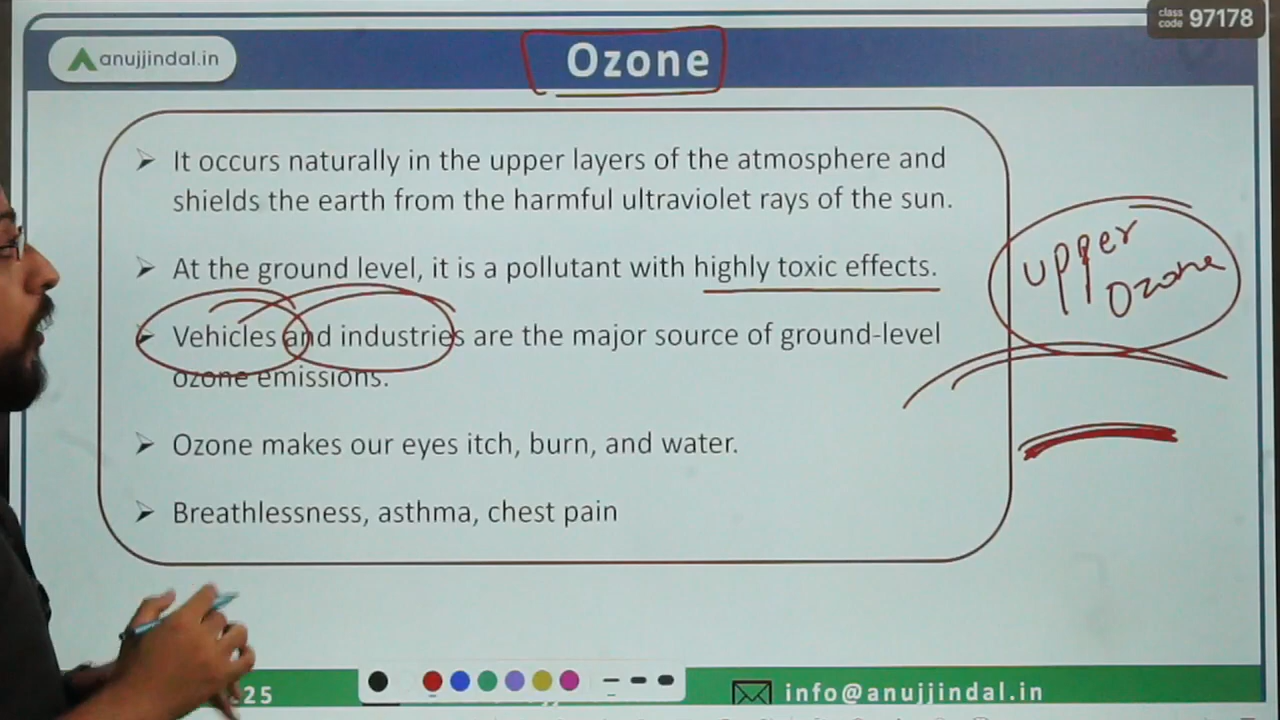 class
code 97178
anujjindal.in
Ozone
It occurs naturally in the upper layers of the atmosphere and
shields the earth from the harmful ultraviolet rays of the sun.
At the ground level, it is a pollutant with highly toxic effects.
Vehicles and industries are the major source of ground-level
ozone emissions.
Ozone makes our eyes itch, burn, and water.
Breathlessness, asthma, chest pain
upper
Ozone
25
info@anujjindal.in